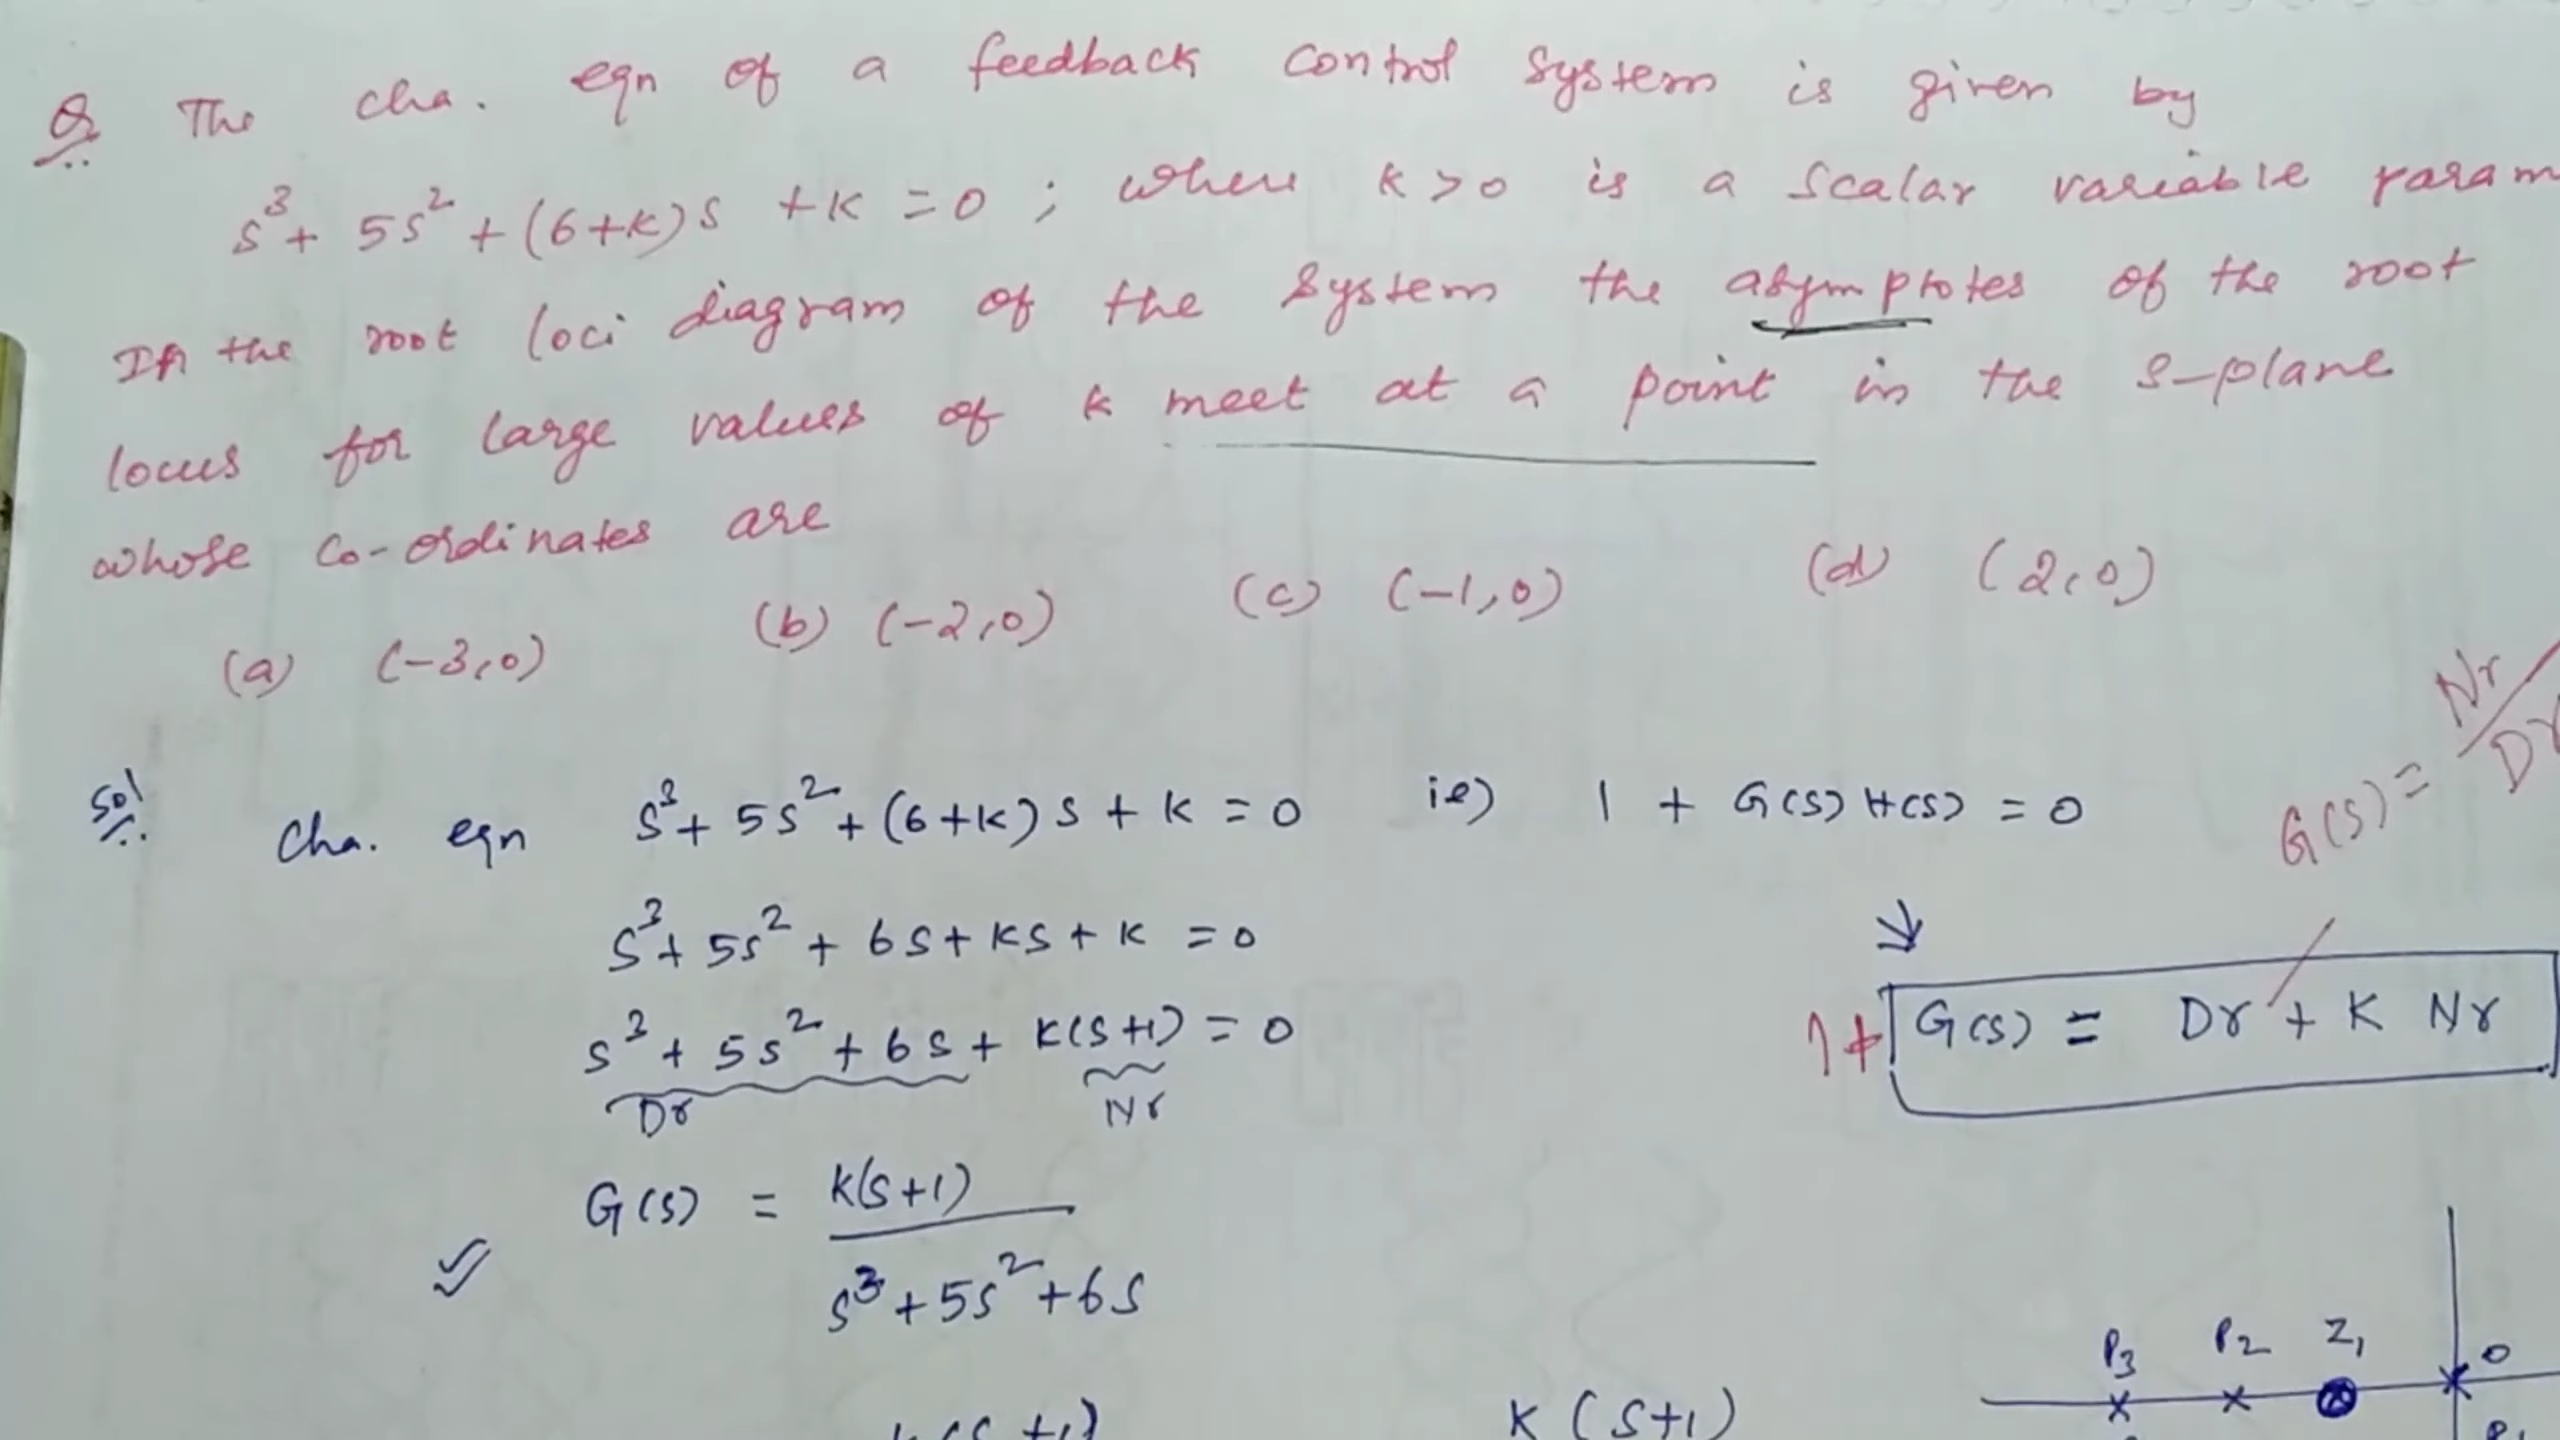 Q The cha. eqn of a feedback control system is given by
s³ + 5s² + (6+K)s + K = 0 ; where K>0 is a scalar variable param
In the root loci diagram of the system the asymptotes of the root
locus for large values of k meet at a point in the s-plane
whose co-ordinates are
(a) (-3,0) (b) (-2,0) (c) (-1,0) (d) (2,0)
Sol Cha. eqn s³ + 5s² + (6+K)s + K = 0 ie) 1 + G(s) H(s) = 0
G(s) = Nr/Dr
s³ + 5s² + 6s + Ks + K = 0
s³ + 5s² + 6s + K(s+1) = 0
1+ G(s) = Dr + K Nr
Dr Nr
G(s) = K(s+1)
s³ + 5s² + 6s
P3 P2 Z1 0
K (s+1)